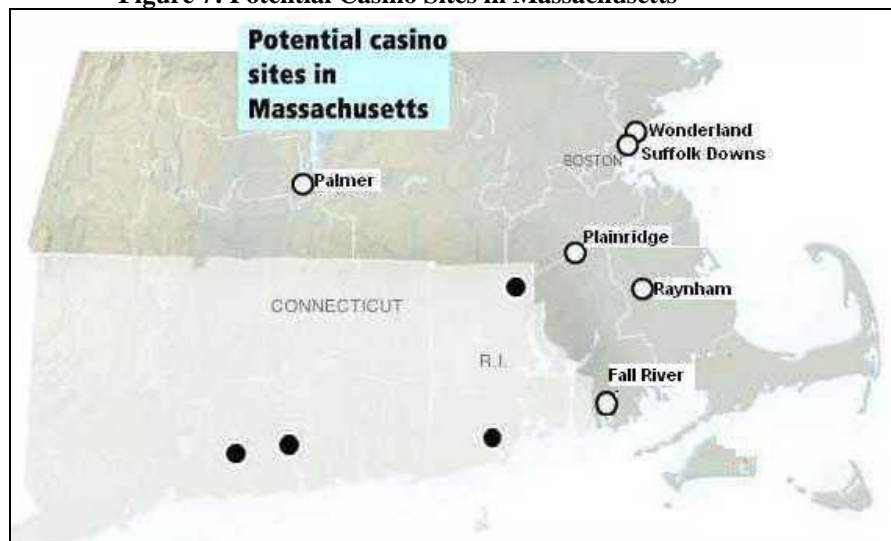 Figure 7: Potential Casino Sites in Massachusetts
Potential casino
sites in
Massachusetts
Wonderland
BOSTON
Suffolk Downs
Palmer
Plainridge
Raynham
CONNECTICUT
R.I.
Fall River